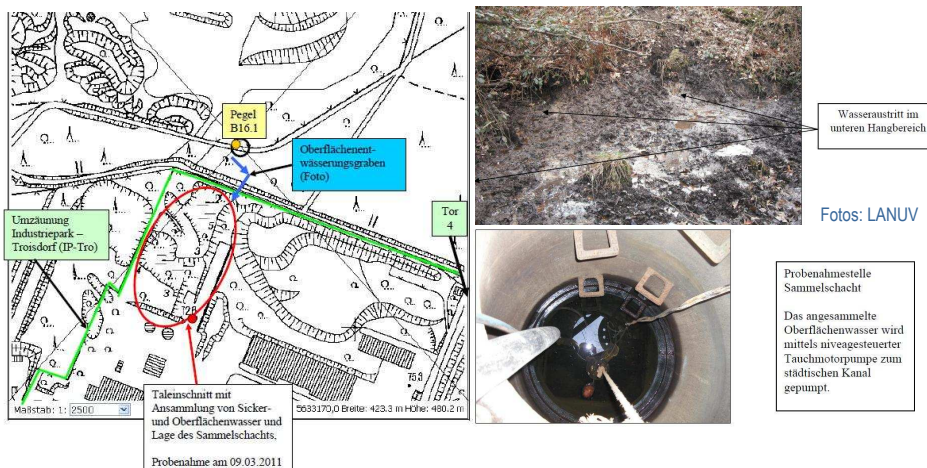 Pegel
B16.1
Oberflächenent-
wässerungsgraben
(Foto)
Umzäunung
Industriepark –
Troisdorf (IP-Tro)
Tor
4
75.3
Maßstab: 1: 2500
5633170,0 Breite: 423.3 m Höhe: 480.2 m
Taleinschnitt mit
Ansammlung von Sicker-
und Oberflächenwasser und
Lage des Sammelschachts,
Probenahme am 09.03.2011
Wasseraustritt im
unteren Hangbereich
Fotos: LANUV
Probenahmestelle
Sammelschacht
Das angesammelte
Oberflächenwasser wird
mittels niveagesteuerter
Tauchmotorpumpe zum
städtischen Kanal
gepumpt.